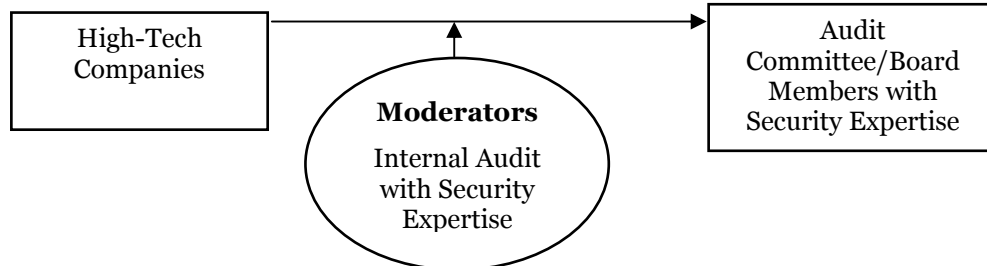 High-Tech
Companies
Moderators
Internal Audit
with Security
Expertise
Audit
Committee/Board
Members with
Security Expertise